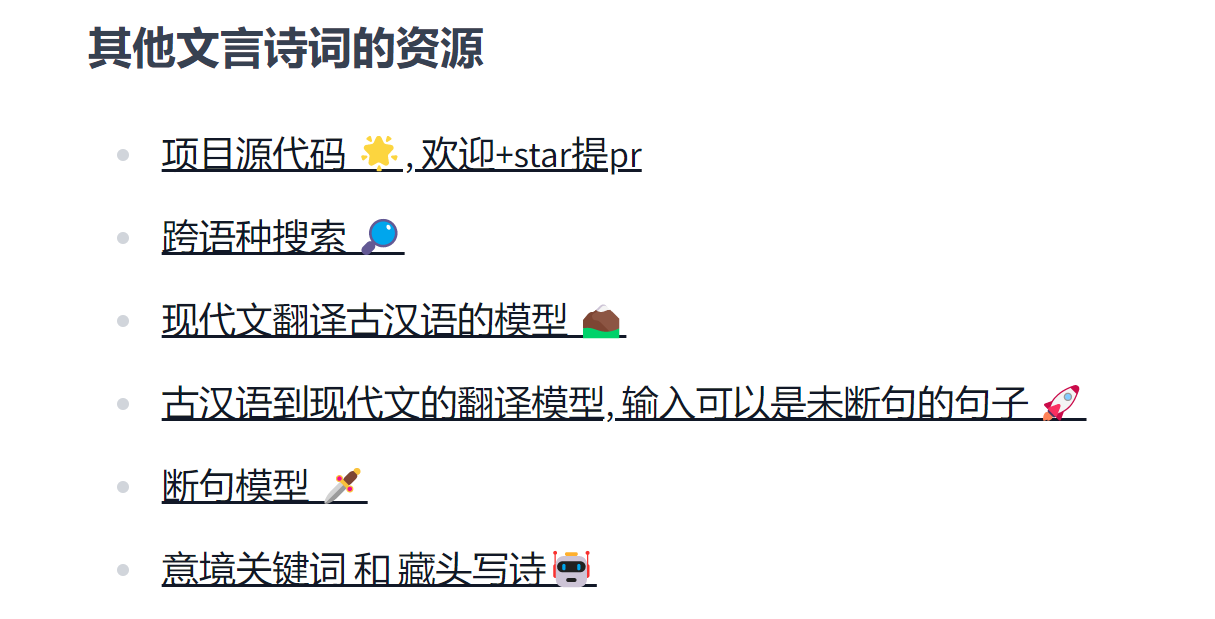 其他文言诗词的资源
项目源代码 🌟, 欢迎+star提pr
跨语种搜索 🔎
现代文翻译古汉语的模型 ⛰
古汉语到现代文的翻译模型, 输入可以是未断句的句子 🚀
断句模型 🗡
意境关键词 和 藏头写诗🤖